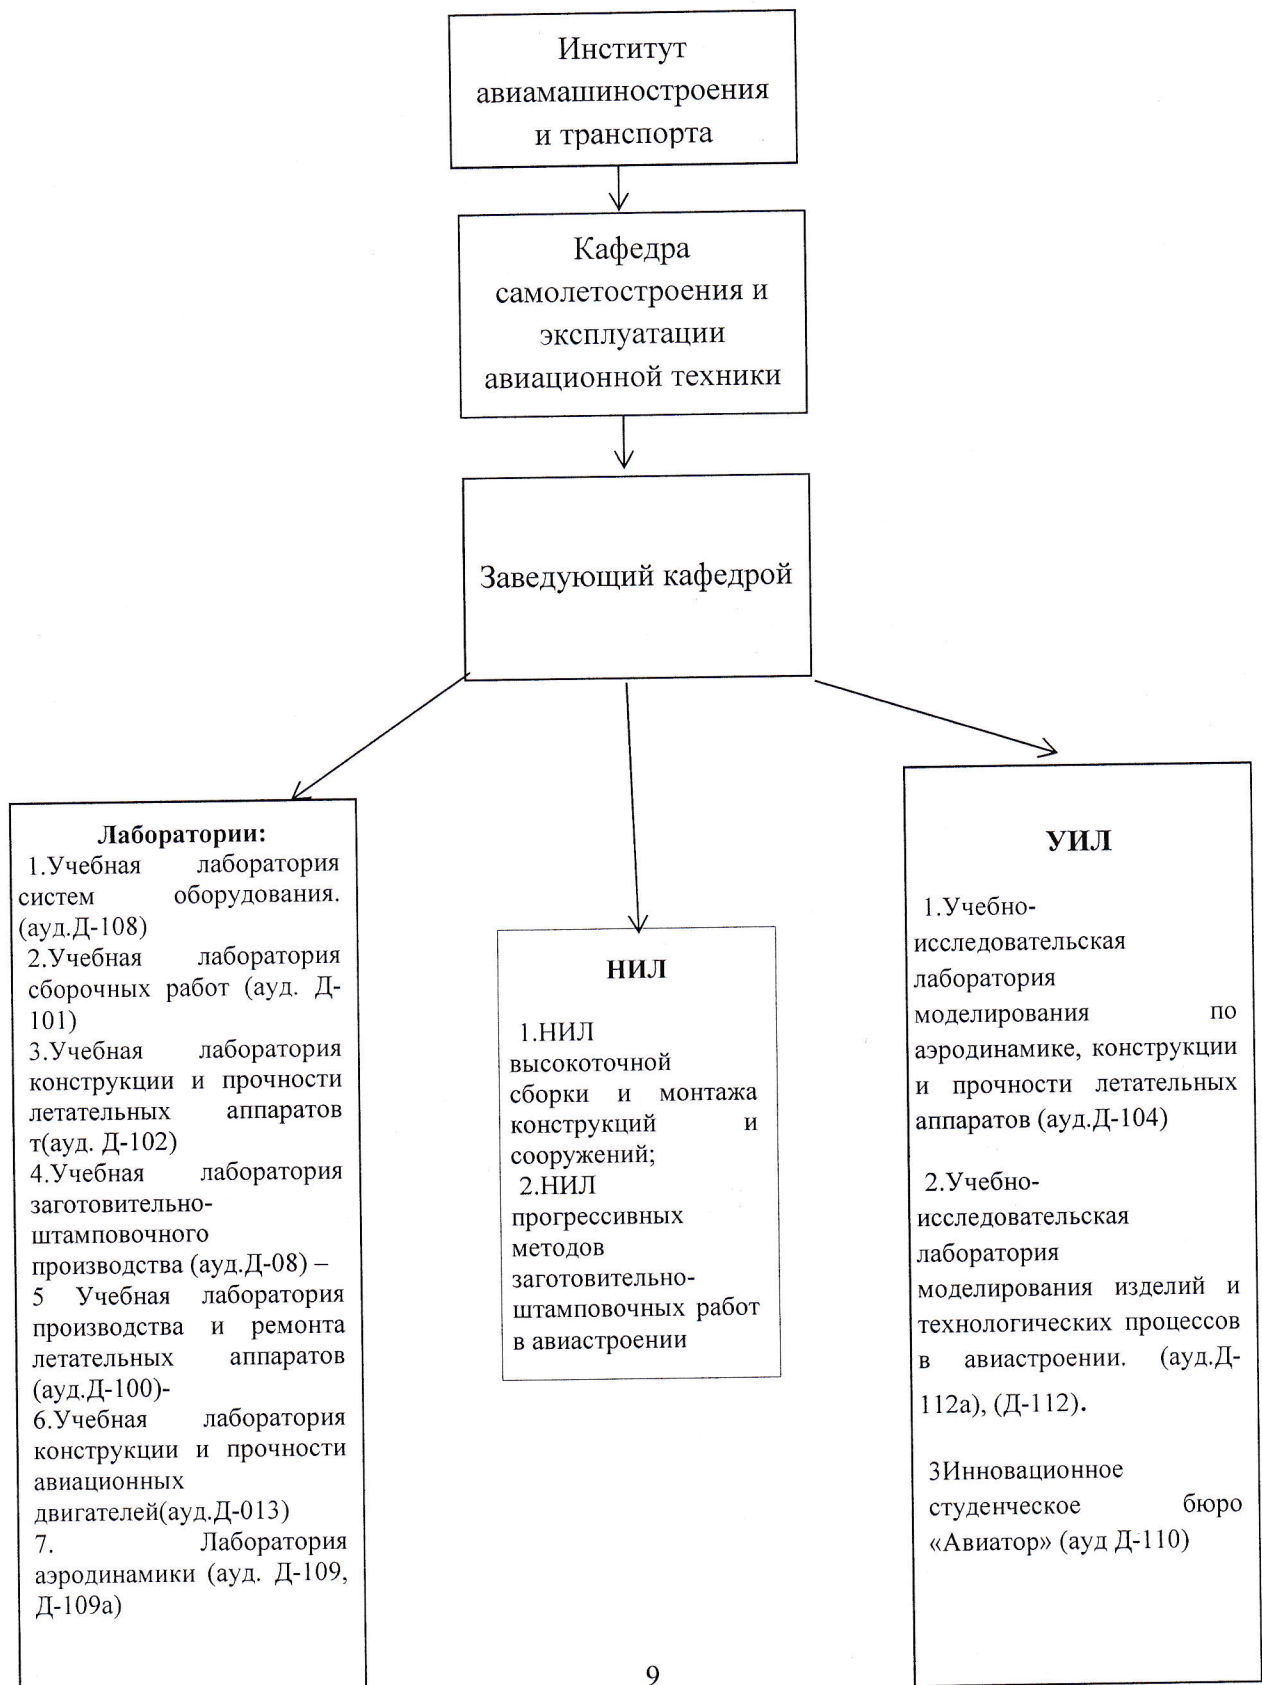 Институт
авиамашиностроения
и транспорта
Кафедра
самолетостроения и
эксплуатации
авиационной техники
Заведующий кафедрой
Лаборатории:
1.Учебная лаборатория
систем оборудования.
(ауд.Д-108)
2.Учебная лаборатория
сборочных работ (ауд. Д-
101)
3.Учебная лаборатория
конструкции и прочности
летательных аппаратов
т(ауд. Д-102)
4.Учебная лаборатория
заготовительно-
штамповочного
производства (ауд.Д-08) –
5 Учебная лаборатория
производства и ремонта
летательных аппаратов
(ауд.Д-100)-
6.Учебная лаборатория
конструкции и прочности
авиационных
двигателей(ауд.Д-013)
7. Лаборатория
аэродинамики (ауд. Д-109,
Д-109а)
НИЛ
1.НИЛ
высокоточной
сборки и монтажа
конструкций и
сооружений;
2.НИЛ
прогрессивных
методов
заготовительно-
штамповочных работ
в авиастроении
УИЛ
1.Учебно-
исследовательская
лаборатория
моделирования по
аэродинамике, конструкции
и прочности летательных
аппаратов (ауд.Д-104)
2.Учебно-
исследовательская
лаборатория
моделирования изделий и
технологических процессов
в авиастроении. (ауд.Д-
112а), (Д-112).
3Инновационное
студенческое бюро
«Авиатор» (ауд Д-110)
9